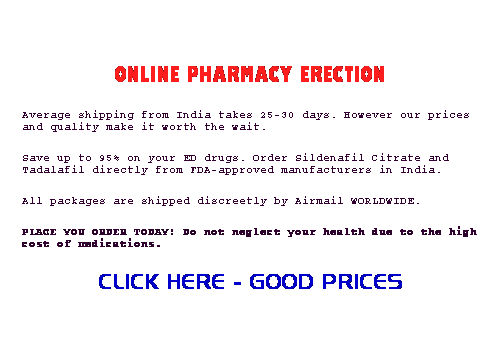 ONLINE PHARMACY ERECTION
Average shipping from India takes 25-30 days. However our prices
and quality make it worth the wait.
Save up to 95% on your ED drugs. Order Sildenafil Citrate and
Tadalafil directly from FDA-approved manufacturers in India.
All packages are shipped discreetly by Airmail WORLDWIDE.
PLACE YOU ORDER TODAY! Do not neglect your health due to the high
cost of medications.
CLICK HERE - GOOD PRICES